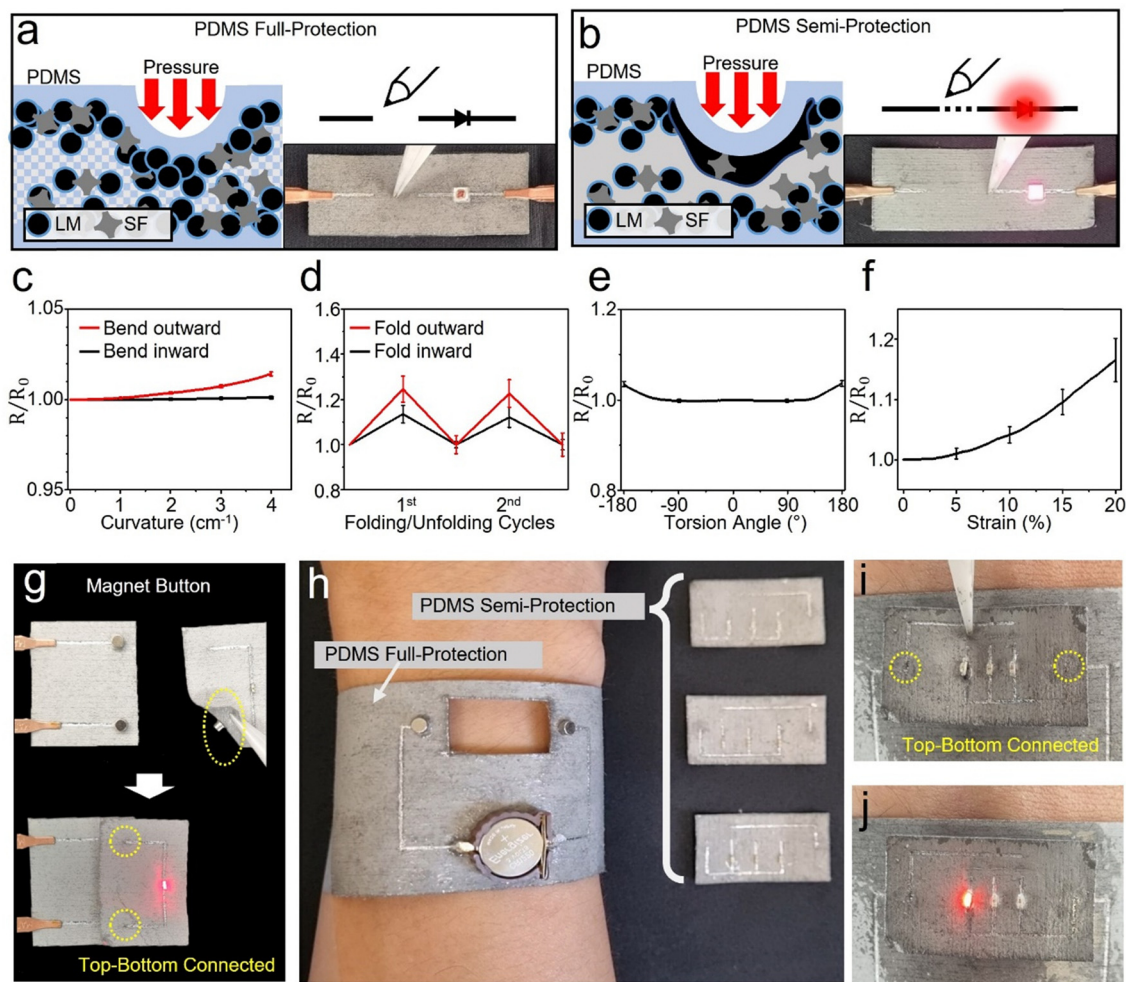 a
PDMS Full-Protection
PDMS
Pressure
LM
SF
b
PDMS Semi-Protection
PDMS
Pressure
LM
SF
c
1.05
1.00
0.95
R/R0
Bend outward
Bend inward
0 1 2 3 4
Curvature (cm-1)
d
1.6
1.4
1.2
1.0
0.8
R/R0
Fold outward
Fold inward
1st 2nd
Folding/Unfolding Cycles
e
1.2
1.0
0.8
R/R0
-180 -90 0 90 180
Torsion Angle (°)
f
1.2
1.1
1.0
R/R0
0 5 10 15 20
Strain (%)
g
Magnet Button
Top-Bottom Connected
h
PDMS Semi-Protection
PDMS Full-Protection
+
i
Top-Bottom Connected
j